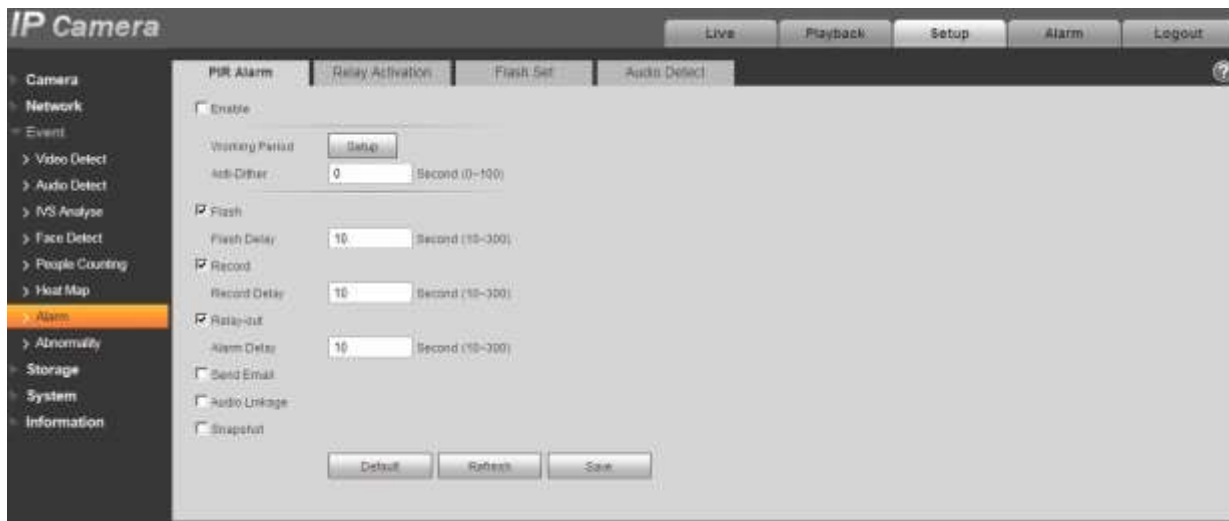 IP Camera
Live
Playback
Setup
Alarm
Logout
PIR Alarm
Relay Activation
Flash Set
Audio Detect
?
Camera
Network
Event
Video Detect
Audio Detect
IVS Analyse
Face Detect
People Counting
Heat Map
Alarm
Abnormality
Storage
System
Information
Enable
Working Period
Setup
Anti-Dither
0
Second (0~100)
Flash
Flash Delay
10
Second (10~300)
Record
Record Delay
10
Second (10~300)
Relay-out
Alarm Delay
10
Second (10~300)
Send Email
Audio Linkage
Snapshot
Default
Refresh
Save